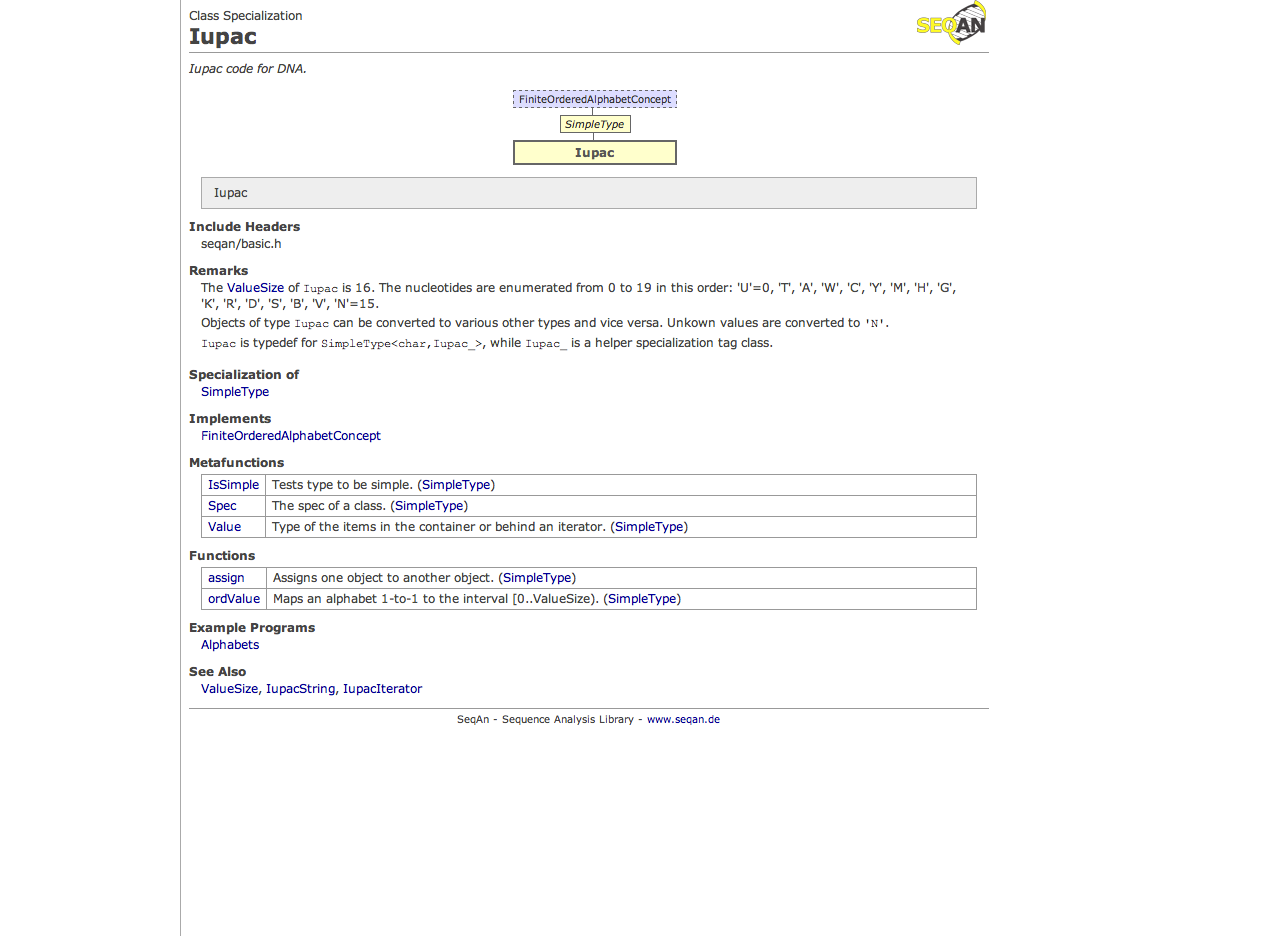 Class Specialization
SEQAN
Iupac
Iupac code for DNA.
FiniteOrderedAlphabetConcept
SimpleType
Iupac
Iupac
Include Headers
seqan/basic.h
Remarks
The ValueSize of Iupac is 16. The nucleotides are enumerated from 0 to 19 in this order: 'U'=0, 'T', 'A', 'W', 'C', 'Y', 'M', 'H', 'G',
'K', 'R', 'D', 'S', 'B', 'V', 'N'=15.
Objects of type Iupac can be converted to various other types and vice versa. Unkown values are converted to 'N'.
Iupac is typedef for SimpleType<char,Iupac_>, while Iupac_ is a helper specialization tag class.
Specialization of
SimpleType
Implements
FiniteOrderedAlphabetConcept
Metafunctions
IsSimple Tests type to be simple. (SimpleType)
Spec The spec of a class. (SimpleType)
Value Type of the items in the container or behind an iterator. (SimpleType)
Functions
assign Assigns one object to another object. (SimpleType)
ordValue Maps an alphabet 1-to-1 to the interval [0..ValueSize). (SimpleType)
Example Programs
Alphabets
See Also
ValueSize, IupacString, IupacIterator
SeqAn - Sequence Analysis Library - www.seqan.de